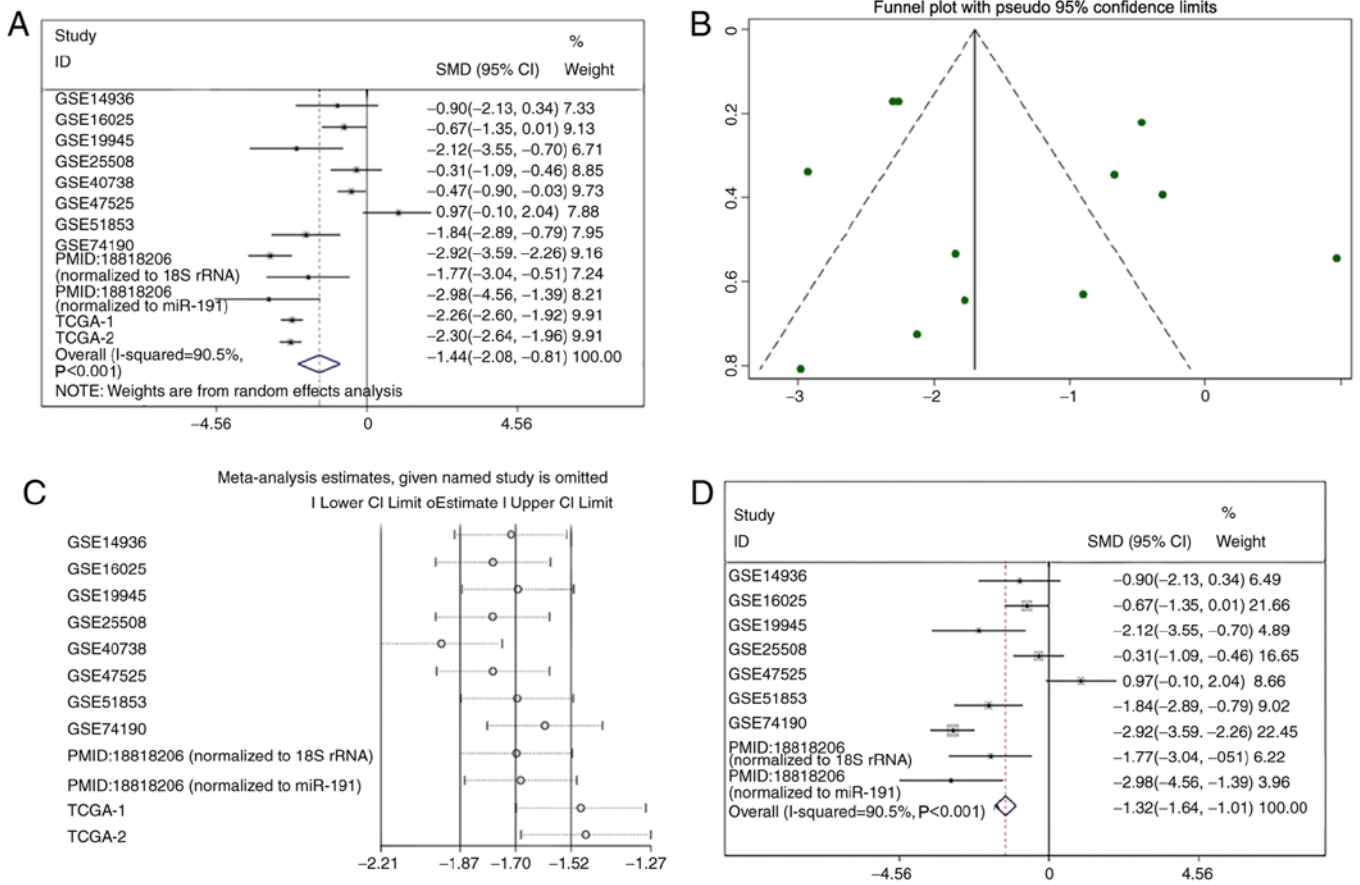 A
Study
%
ID
SMD (95% CI) Weight
GSE14936 −0.90(−2.13, 0.34) 7.33
GSE16025 −0.67(−1.35, 0.01) 9.13
GSE19945 −2.12(−3.55, −0.70) 6.71
GSE25508 −0.31(−1.09, −0.46) 8.85
GSE40738 −0.47(−0.90, −0.03) 9.73
GSE47525 0.97(−0.10, 2.04) 7.88
GSE51853 −1.84(−2.89, −0.79) 7.95
GSE74190 −2.92(−3.59. −2.26) 9.16
PMID:18818206
(normalized to 18S rRNA) −1.77(−3.04, −0.51) 7.24
PMID:18818206
(normalized to miR-191) −2.98(−4.56, −1.39) 8.21
TCGA-1 −2.26(−2.60, −1.92) 9.91
TCGA-2 −2.30(−2.64, −1.96) 9.91
Overall (I-squared=90.5%, −1.44(−2.08, −0.81) 100.00
P<0.001)
NOTE: Weights are from random effects analysis
−4.56 0 4.56
B
Funnel plot with pseudo 95% confidence limits
0
0.2
0.4
0.6
0.8
−3 −2 −1 0
C
Meta-analysis estimates, given named study is omitted
I Lower CI Limit oEstimate I Upper CI Limit
GSE14936
GSE16025
GSE19945
GSE25508
GSE40738
GSE47525
GSE51853
GSE74190
PMID:18818206 (normalized to 18S rRNA)
PMID:18818206 (normalized to miR-191)
TCGA-1
TCGA-2
−2.21 −1.87 −1.70 −1.52 −1.27
D
Study
%
ID SMD (95% CI) Weight
GSE14936 −0.90(−2.13, 0.34) 6.49
GSE16025 −0.67(−1.35, 0.01) 21.66
GSE19945 −2.12(−3.55, −0.70) 4.89
GSE25508 −0.31(−1.09, −0.46) 16.65
GSE47525 0.97(−0.10, 2.04) 8.66
GSE51853 −1.84(−2.89, −0.79) 9.02
GSE74190 −2.92(−3.59, −2.26) 22.45
PMID:18818206
(normalized to 18S rRNA) −1.77(−3.04, −051) 6.22
PMID:18818206
(normalized to miR-191) −2.98(−4.56, −1.39) 3.96
Overall (I-squared=90.5%, P<0.001) −1.32(−1.64, −1.01) 100.00
−4.56 0 4.56